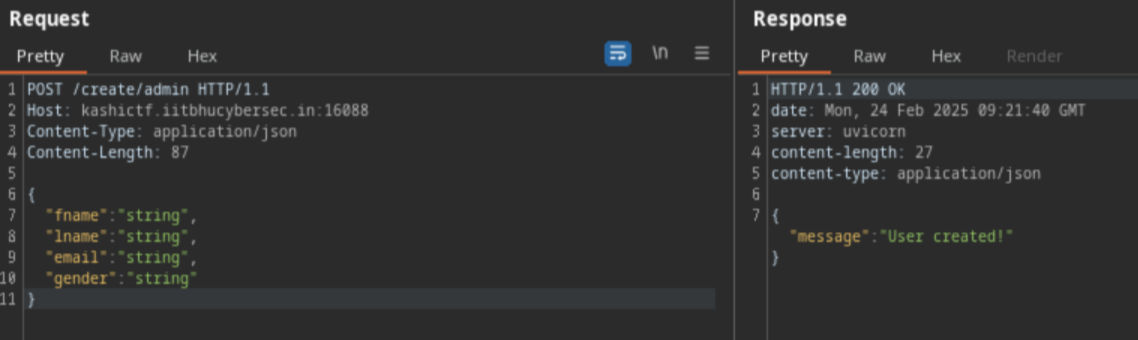 Request
Pretty Raw Hex
\n
1 POST /create/admin HTTP/1.1
2 Host: kashictf.iitbhucybersec.in:16088
3 Content-Type: application/json
4 Content-Length: 87
5
6 {
7 "fname":"string",
8 "lname":"string",
9 "email":"string",
10 "gender":"string"
11 }
Response
Pretty Raw Hex Render
1 HTTP/1.1 200 OK
2 date: Mon, 24 Feb 2025 09:21:40 GMT
3 server: uvicorn
4 content-length: 27
5 content-type: application/json
6
7 {
"message":"User created!"
}